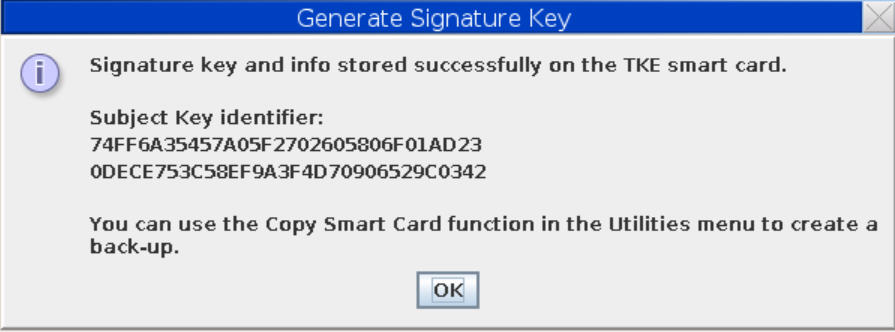 Generate Signature Key
Signature key and info stored successfully on the TKE smart card.
Subject Key identifier:
74FF6A35457A05F2702605806F01AD23
0DECE753C58EF9A3F4D70906529C0342
You can use the Copy Smart Card function in the Utilities menu to create a
back-up.
OK